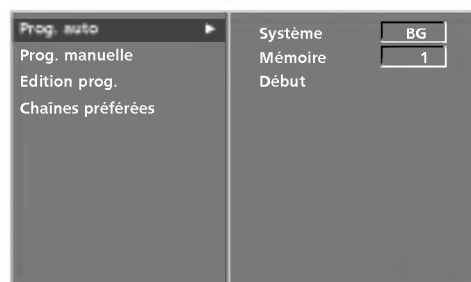 Prog. auto
Prog. manuelle
Edition prog.
Chaînes préférées
Système BG
Mémoire 1
Début